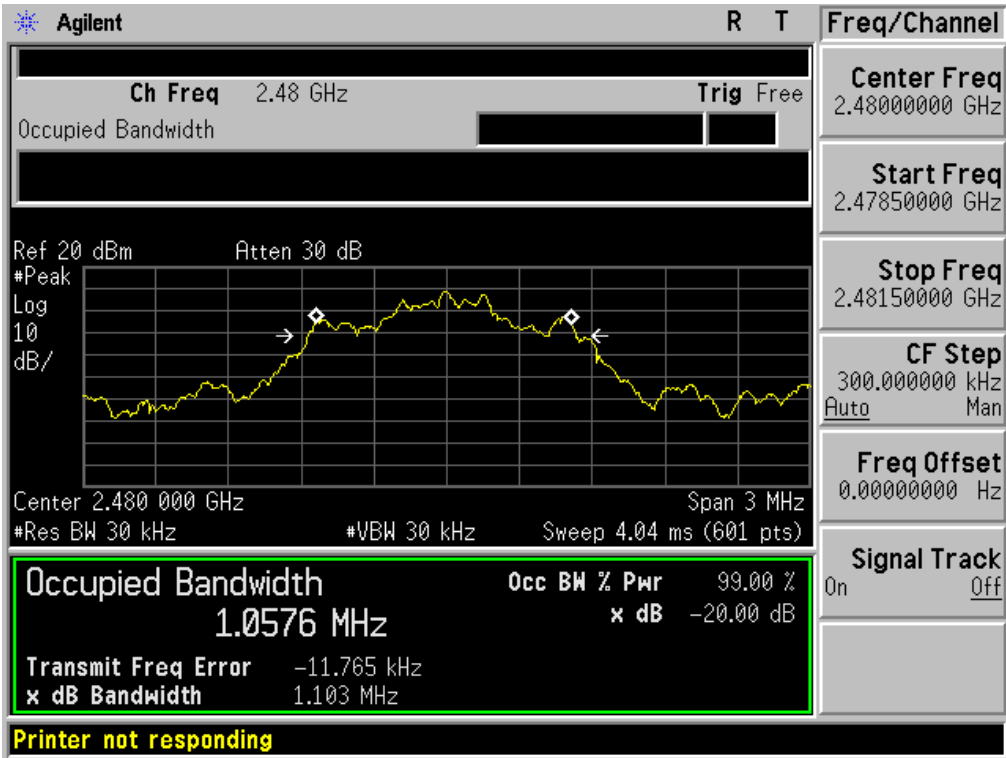 Agilent R T
Ch Freq 2.48 GHz Trig Free
Occupied Bandwidth
Ref 20 dBm Atten 30 dB
#Peak
Log
10
dB/
Center 2.480 000 GHz Span 3 MHz
#Res BW 30 kHz #VBW 30 kHz Sweep 4.04 ms (601 pts)
Occupied Bandwidth Occ BW % Pwr 99.00 %
1.0576 MHz x dB -20.00 dB
Transmit Freq Error -11.765 kHz
x dB Bandwidth 1.103 MHz
Printer not responding
Freq/Channel
Center Freq
2.48000000 GHz
Start Freq
2.47850000 GHz
Stop Freq
2.48150000 GHz
CF Step
300.000000 kHz
Auto Man
Freq Offset
0.00000000 Hz
Signal Track
On Off